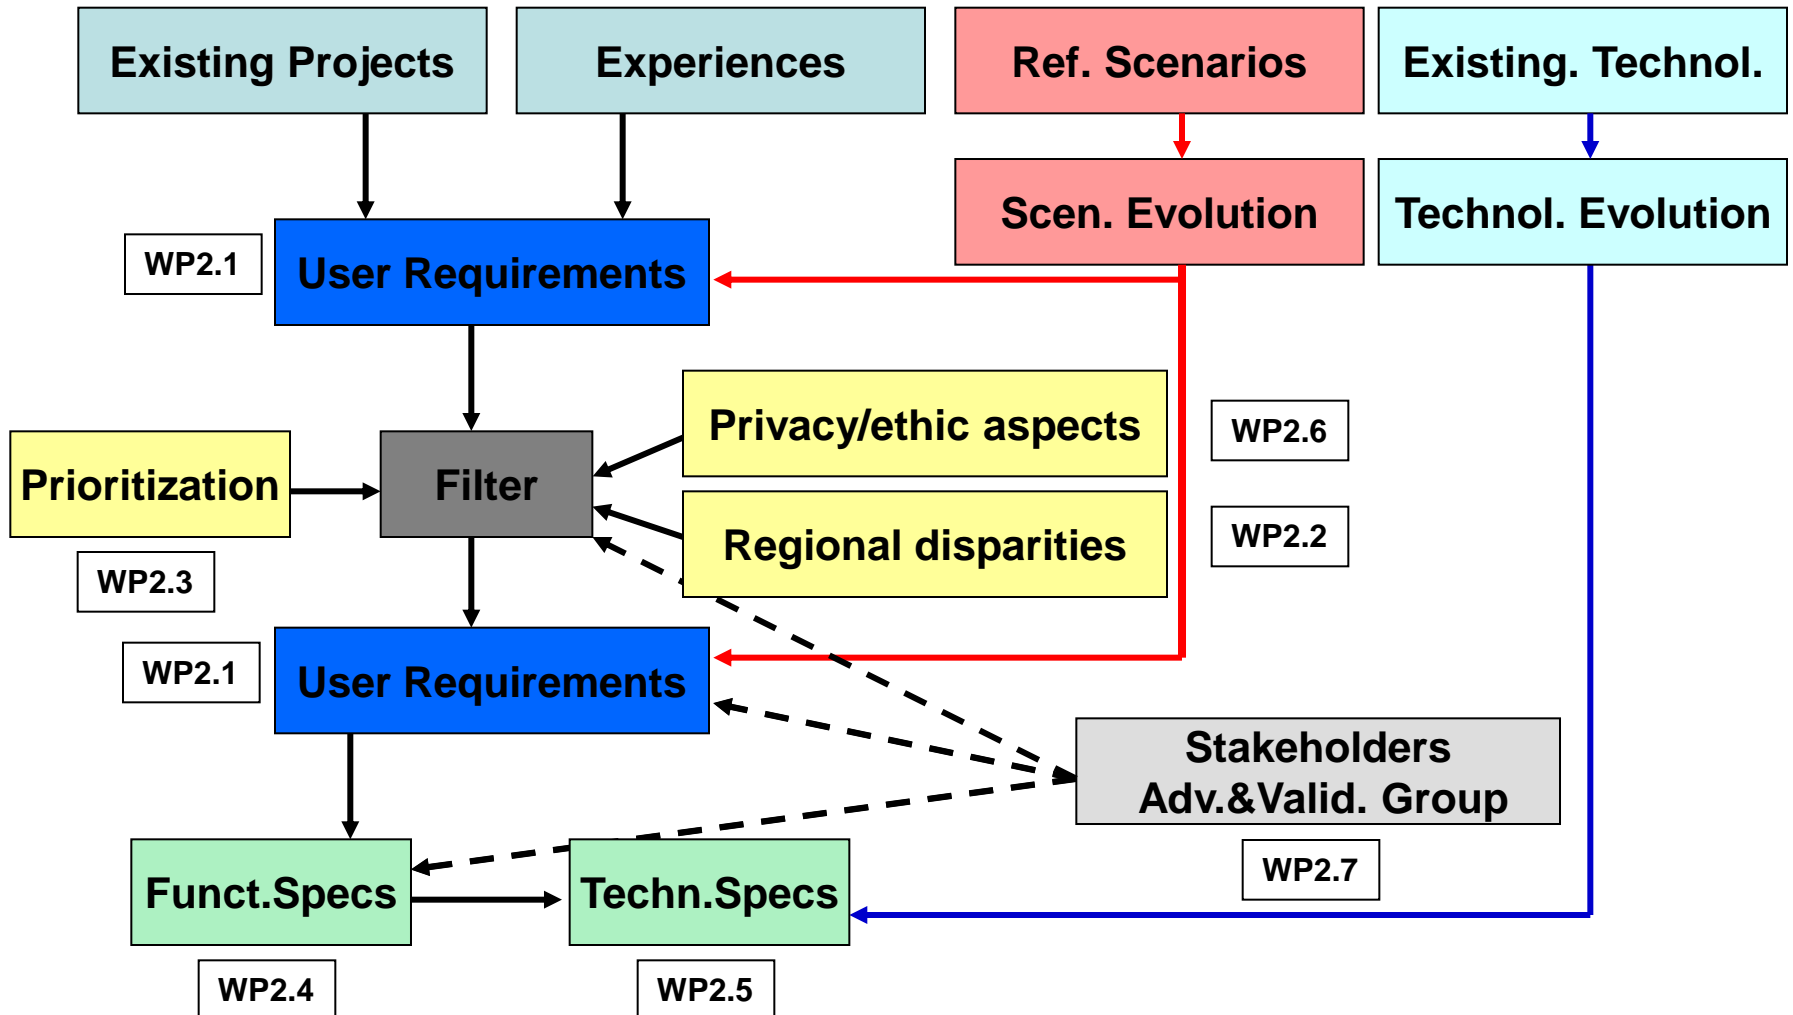 Existing Projects
Experiences
Ref. Scenarios
Existing. Technol.
Scen. Evolution
Technol. Evolution
WP2.1
User Requirements
Privacy/ethic aspects
WP2.6
Prioritization
Filter
Regional disparities
WP2.2
WP2.3
WP2.1
User Requirements
Stakeholders
Adv.&Valid. Group
WP2.7
Funct.Specs
Techn.Specs
WP2.4
WP2.5